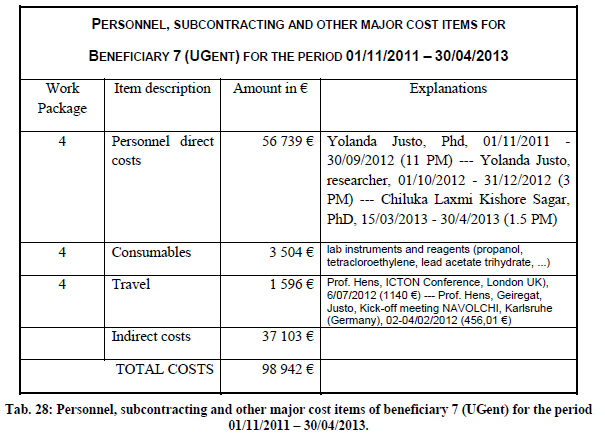 PERSONNEL, SUBCONTRACTING AND OTHER MAJOR COST ITEMS FOR
BENEFICIARY 7 (UGENT) FOR THE PERIOD 01/11/2011 – 30/04/2013
Work Package
Item description
Amount in €
Explanations
4
Personnel direct
costs
56 739 €
Yolanda Justo, Phd, 01/11/2011 -
30/09/2012 (11 PM) --- Yolanda Justo,
researcher, 01/10/2012 - 31/12/2012 (3
PM) --- Chiluka Laxmi Kishore Sagar,
PhD, 15/03/2013 - 30/4/2013 (1.5 PM)
4
Consumables
3 504 €
lab instruments and reagents (propanol,
tetracloroethylene, lead acetate trihydrate, ...)
4
Travel
1 596 €
Prof. Hens, ICTON Conference, London UK),
6/07/2012 (1140 €) --- Prof. Hens, Geiregat,
Justo, Kick-off meeting NAVOLCHI, Karlsruhe
(Germany), 02-04/02/2012 (456,01 €)
Indirect costs
37 103 €
TOTAL COSTS
98 942 €
Tab. 28: Personnel, subcontracting and other major cost items of beneficiary 7 (UGent) for the period
01/11/2011 – 30/04/2013.